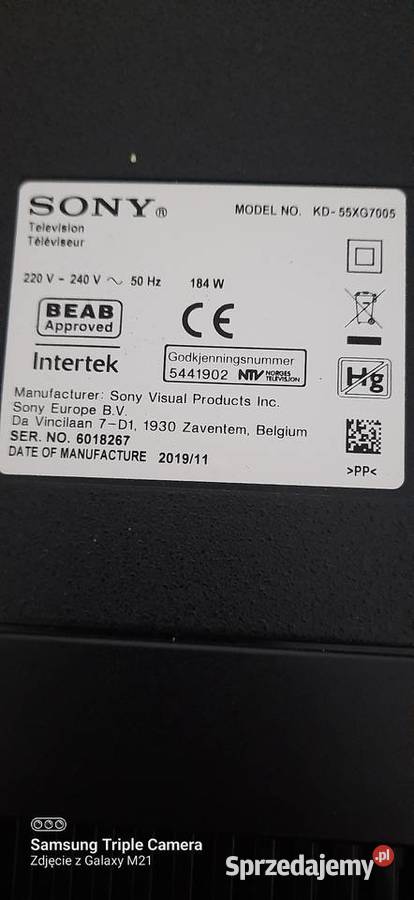 SONY®
MODEL NO. KD-55XG7005
Television
Téléviseur
220 V - 240 V ~ 50 Hz 184 W
BEAB
Approved
CE
Intertek
Godkjenningsnummer
5441902 NTV NORGES TELEVISJON
Hg
Manufacturer: Sony Visual Products Inc.
Sony Europe B.V.
Da Vincilaan 7-D1, 1930 Zaventem, Belgium
SER. NO. 6018267
DATE OF MANUFACTURE 2019/11
>PP<
Samsung Triple Camera
Zdjęcie z Galaxy M21
Sprzedajemy.pl